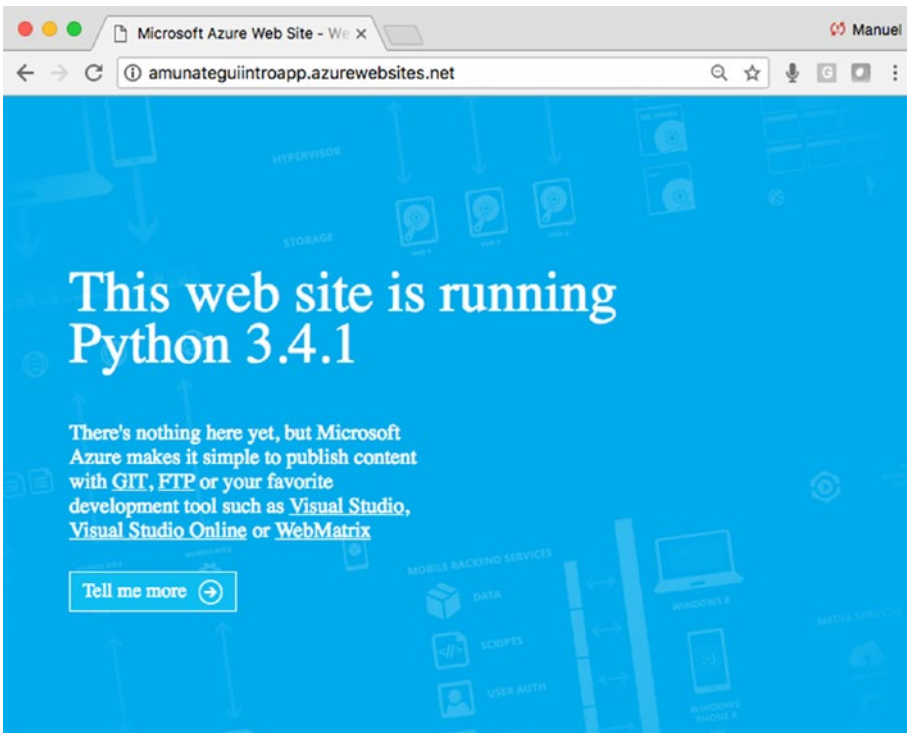 Microsoft Azure Web Site - We
Manuel
amunateguiintroapp.azurewebsites.net
HYPERVISOR
STORAGE
This web site is running
Python 3.4.1
There's nothing here yet, but Microsoft
Azure makes it simple to publish content
with GIT, FTP or your favorite
development tool such as Visual Studio,
Visual Studio Online or WebMatrix
Tell me more
MOBILE BACKEND SERVICES
DATA
SCRIPTS
USER AUTH
WINDOWS 8
WINDOWS
PHONE 8
MEDIA SERVICES